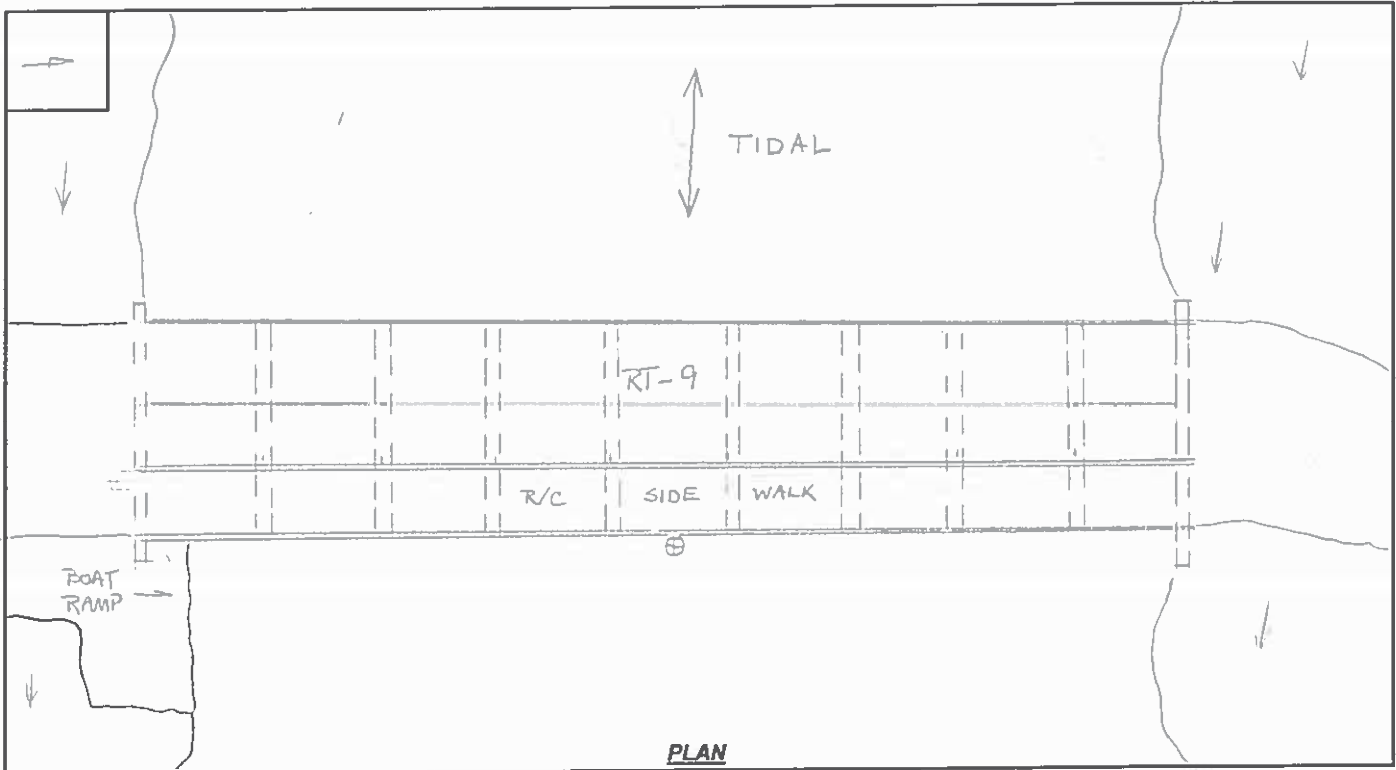 TIDAL
RT-9
R/C SIDE WALK
BOAT
RAMP
PLAN